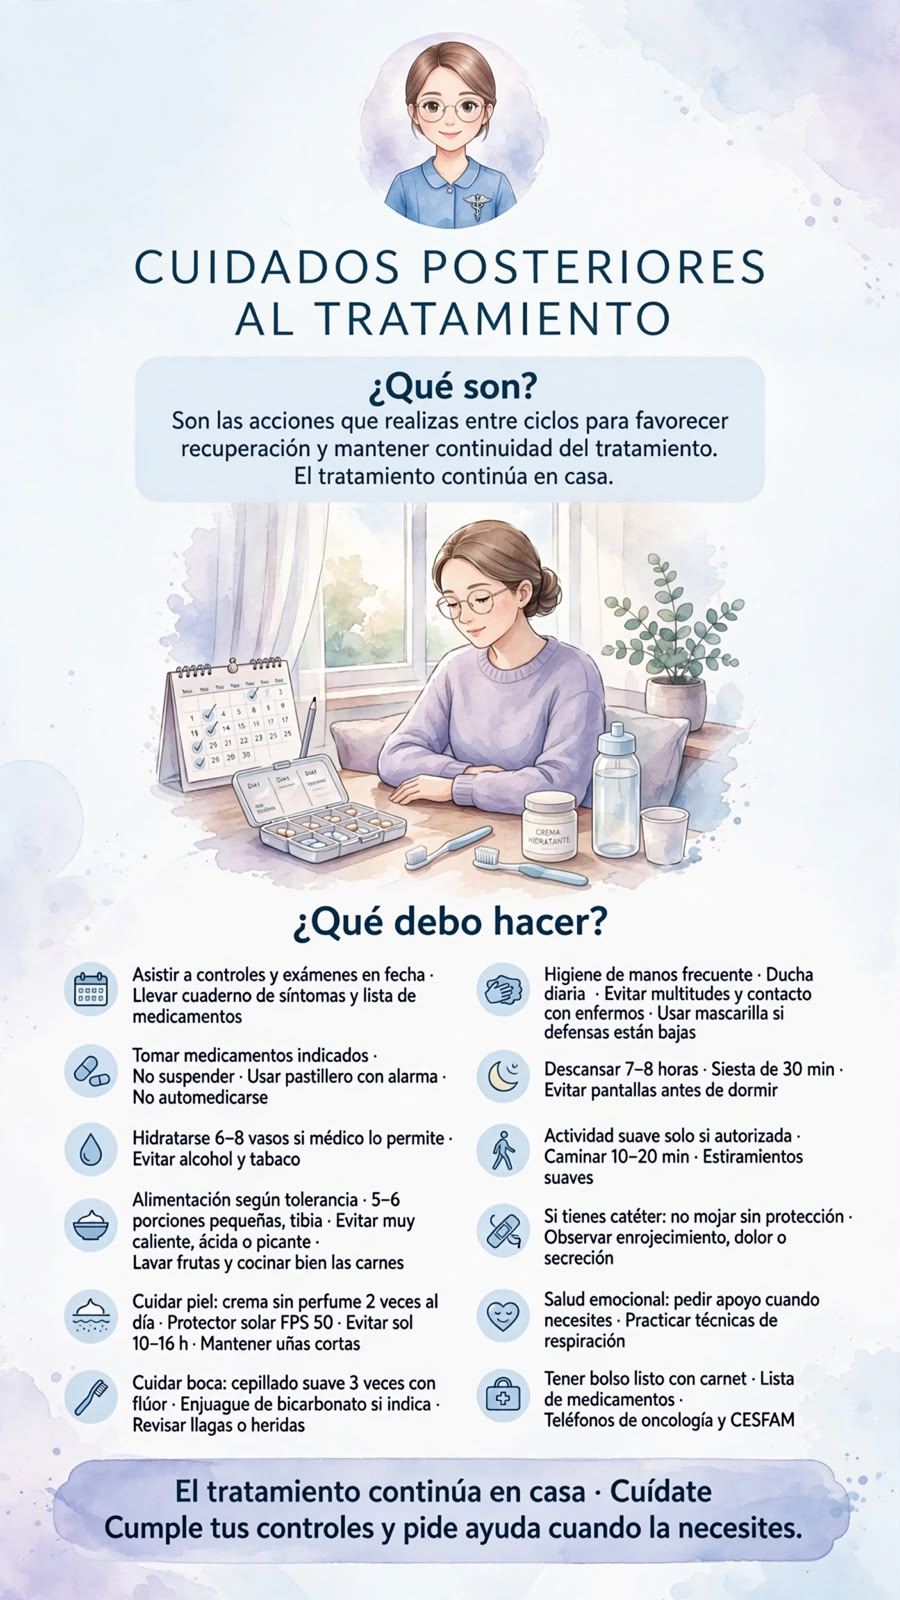 CUIDADOS POSTERIORES
AL TRATAMIENTO
¿Qué son?
Son las acciones que realizas entre ciclos para favorecer
recuperación y mantener continuidad del tratamiento.
El tratamiento continúa en casa.
CREMA
HIDRATANTE
¿Qué debo hacer?
Asistir a controles y exámenes en fecha ·
Llevar cuaderno de síntomas y lista de
medicamentos
Tomar medicamentos indicados ·
No suspender · Usar pastillero con alarma ·
No automedicarse
Hidratarse 6–8 vasos si médico lo permite ·
Evitar alcohol y tabaco
Alimentación según tolerancia · 5–6
porciones pequeñas, tibia · Evitar muy
caliente, ácida o picante ·
Lavar frutas y cocinar bien las carnes
Cuidar piel: crema sin perfume 2 veces al
día · Protector solar FPS 50 · Evitar sol
10–16 h · Mantener uñas cortas
Cuidar boca: cepillado suave 3 veces con
flúor · Enjuague de bicarbonato si indica ·
Revisar llagas o heridas
Higiene de manos frecuente · Ducha
diaria · Evitar multitudes y contacto
con enfermos · Usar mascarilla si
defensas están bajas
Descansar 7–8 horas · Siesta de 30 min ·
Evitar pantallas antes de dormir
Actividad suave solo si autorizada ·
Caminar 10–20 min · Estiramientos
suaves
Si tienes catéter: no mojar sin protección ·
Observar enrojecimiento, dolor o
secreción
Salud emocional: pedir apoyo cuando
necesites · Practicar técnicas de
respiración
Tener bolso listo con carnet · Lista
de medicamentos ·
Teléfonos de oncología y CESFAM
El tratamiento continúa en casa · Cuídate
Cumple tus controles y pide ayuda cuando la necesites.